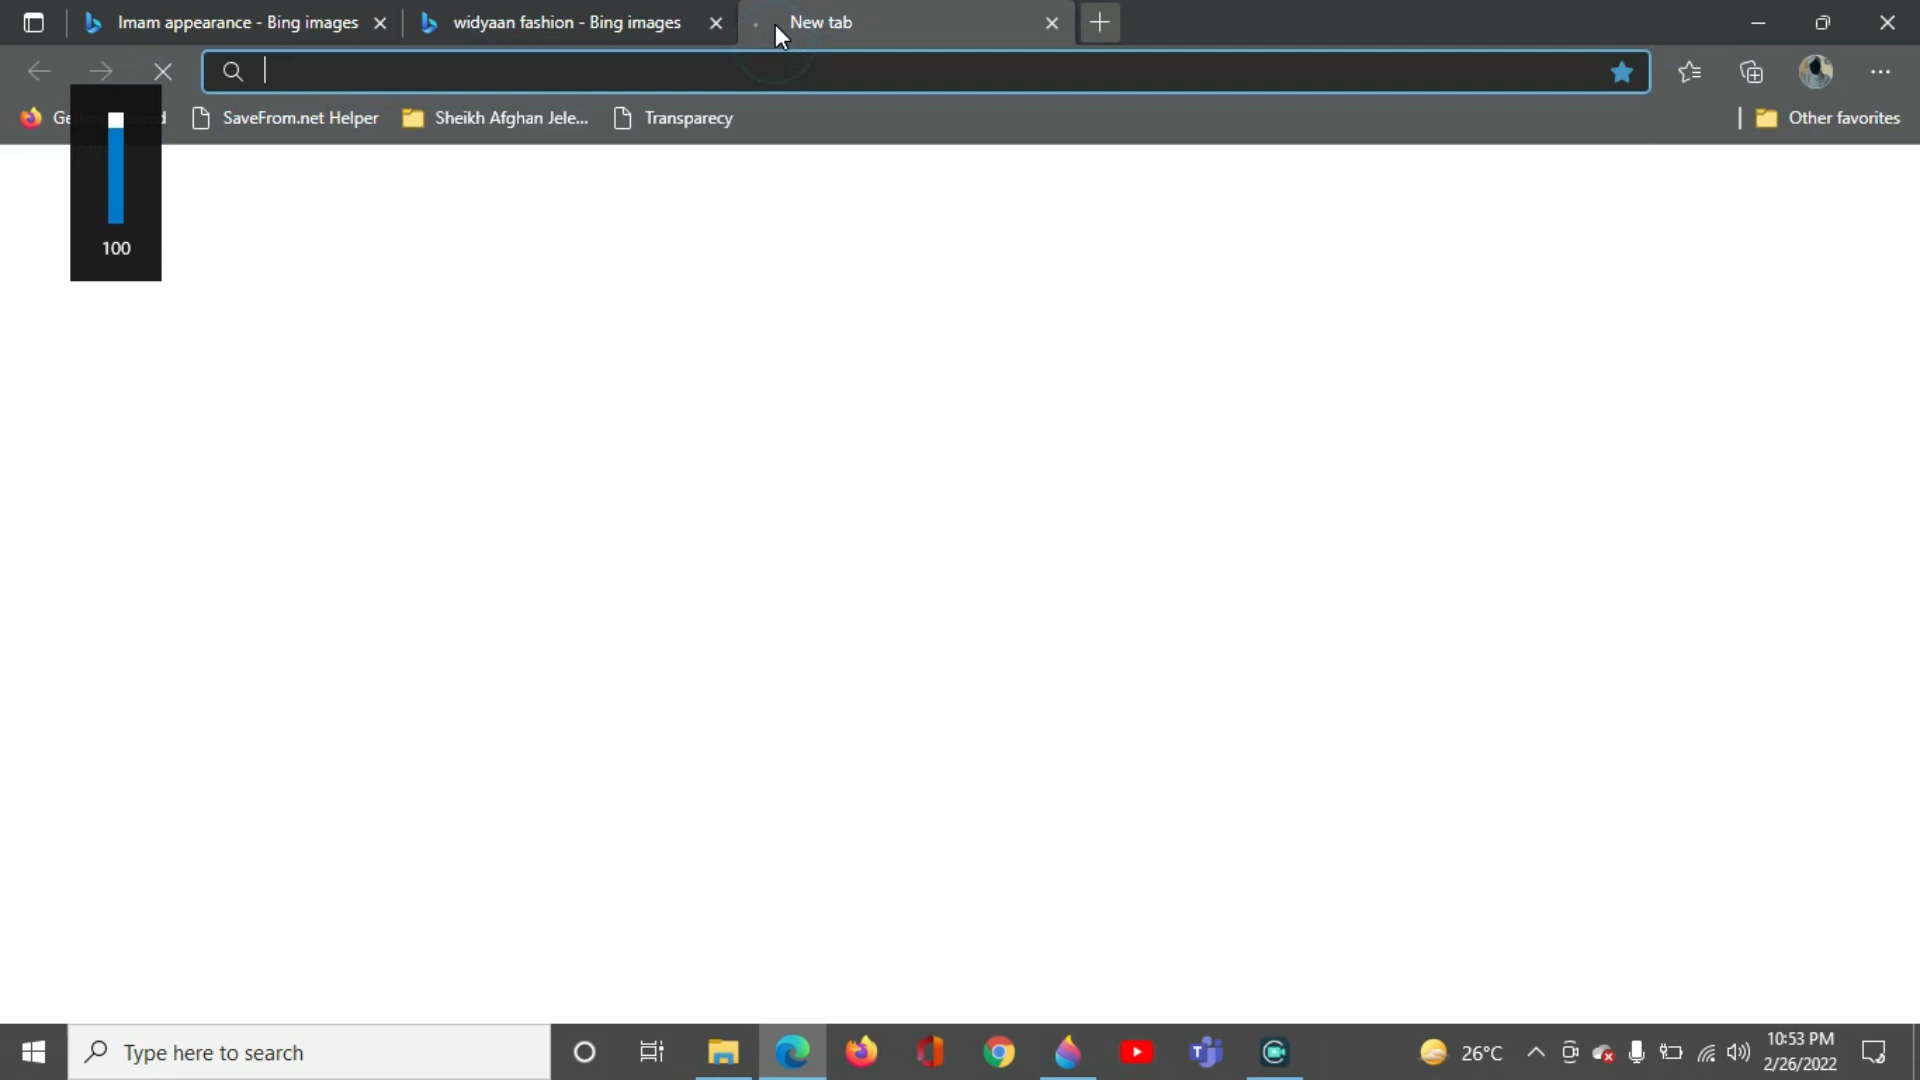 Imam appearance - Bing images
widyaan fashion - Bing images
New tab
SaveFrom.net Helper
Sheikh Afghan Jele...
Transparecy
Other favorites
100
Type here to search
26°C
10:53 PM
2/26/2022